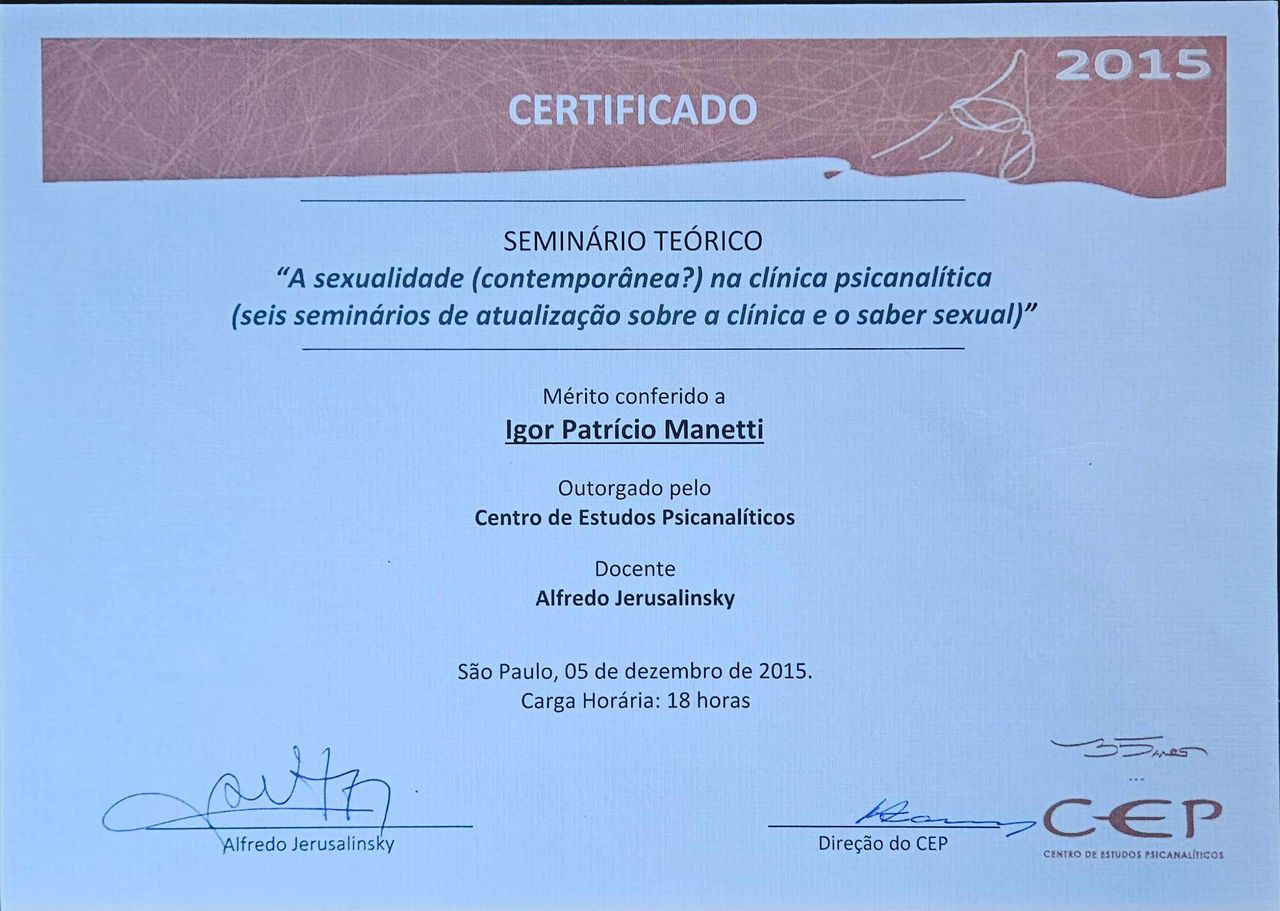 2015
CERTIFICADO
SEMINÁRIO TEÓRICO
“A sexualidade (contemporânea?) na clínica psicanalítica
(seis seminários de atualização sobre a clínica e o saber sexual)”
Mérito conferido a
Igor Patrício Manetti
Outorgado pelo
Centro de Estudos Psicanalíticos
Docente
Alfredo Jerusalinsky
São Paulo, 05 de dezembro de 2015.
Carga Horária: 18 horas
35 ANOS
...
CEP
CENTRO DE ESTUDOS PSICANALÍTICOS
Alfredo Jerusalinsky
Direção do CEP